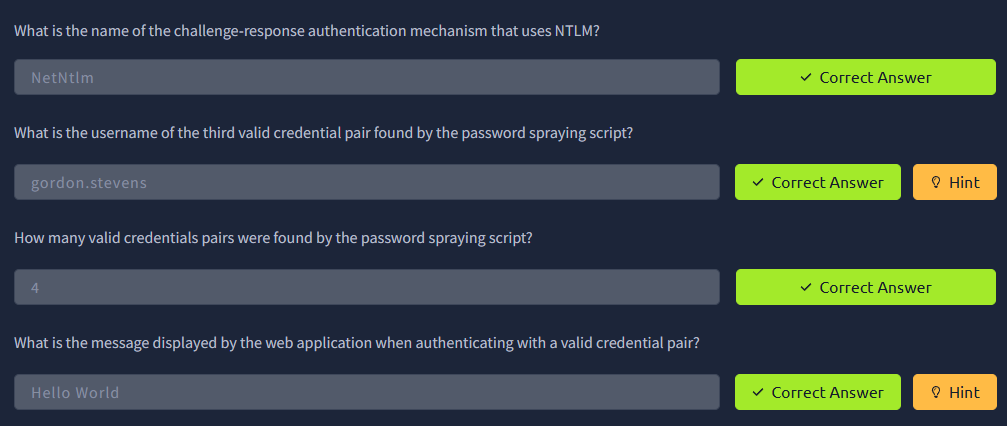 What is the name of the challenge-response authentication mechanism that uses NTLM?
NetNtlm ✓ Correct Answer
What is the username of the third valid credential pair found by the password spraying script?
gordon.stevens ✓ Correct Answer Hint
How many valid credentials pairs were found by the password spraying script?
4 ✓ Correct Answer
What is the message displayed by the web application when authenticating with a valid credential pair?
Hello World ✓ Correct Answer Hint